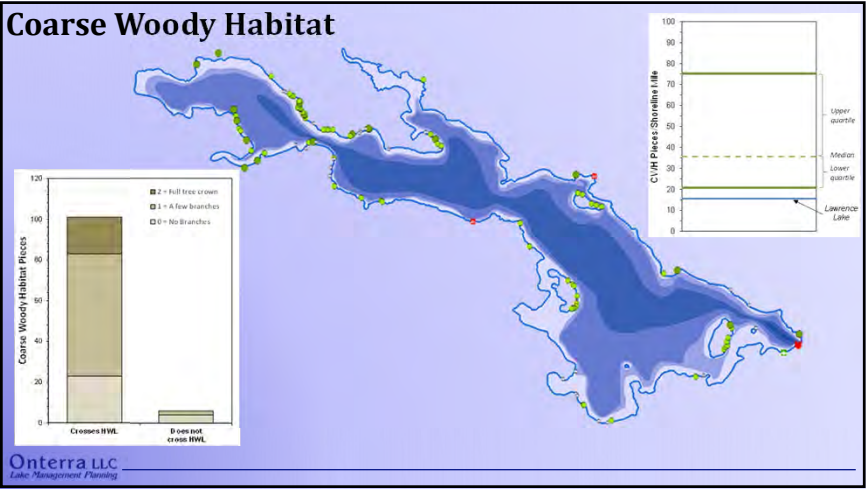 Coarse Woody Habitat
100
90
80
70
60
50
40
30
20
10
0
CWH Pieces/Shoreline Mile
Upper
quartile
Median
Lower
quartile
Lawrence
Lake
120
100
80
60
40
20
0
Coarse Woody Habitat Pieces
2 = Full tree crown
1 = A few branches
0 = No Branches
Crosses HWL
Does not
cross HWL
Onterra LLC
Lake Management Planning